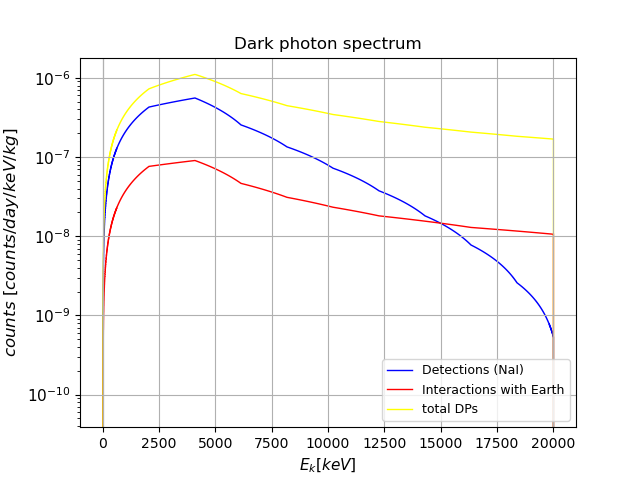 Dark photon spectrum
counts [counts/day/keV/kg]
10⁻⁶
10⁻⁷
10⁻⁸
10⁻⁹
10⁻¹⁰
Detections (NaI)
Interactions with Earth
total DPs
0 2500 5000 7500 10000 12500 15000 17500 20000
Eₖ[keV]